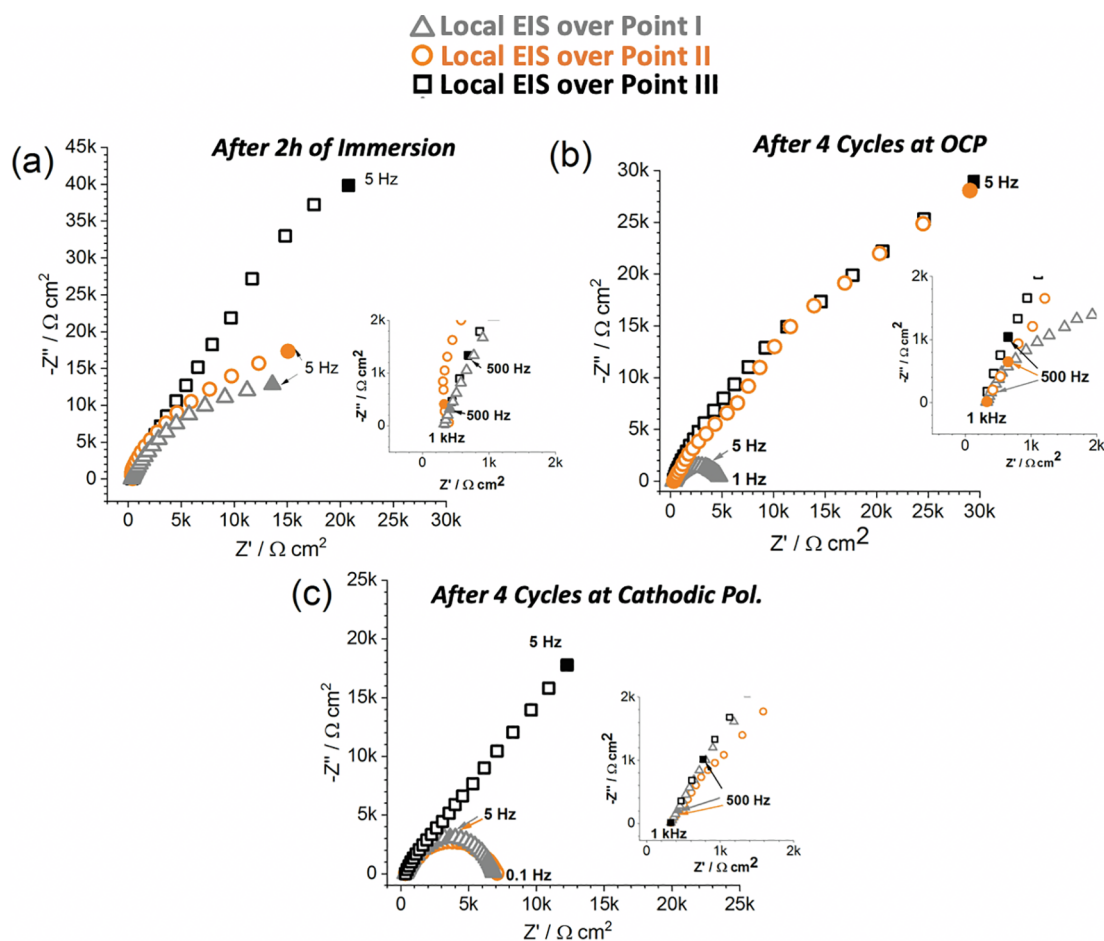 Local EIS over Point I
Local EIS over Point II
Local EIS over Point III
(a)
After 2h of Immersion
45k
40k
35k
30k
25k
20k
15k
10k
5k
0
-Z'' / Ω cm²
0 5k 10k 15k 20k 25k 30k
Z' / Ω cm²
5 Hz
5 Hz
2k
1k
0
-Z'' / Ω cm²
500 Hz
500 Hz
1 kHz
0 1k 2k
Z' / Ω cm²
(b)
After 4 Cycles at OCP
30k
25k
20k
15k
10k
5k
0
-Z'' / Ω cm²
0 5k 10k 15k 20k 25k 30k
Z' / Ω cm²
5 Hz
5 Hz
1 Hz
2k
1k
0
-Z'' / Ω cm²
500 Hz
1 kHz
0 1k 2k
Z' / Ω cm²
(c)
After 4 Cycles at Cathodic Pol.
25k
20k
15k
10k
5k
0
-Z'' / Ω cm²
0 5k 10k 15k 20k 25k
Z' / Ω cm²
5 Hz
5 Hz
0.1 Hz
2k
1k
0
-Z'' / Ω cm²
500 Hz
1 kHz
0 1k 2k
Z' / Ω cm²